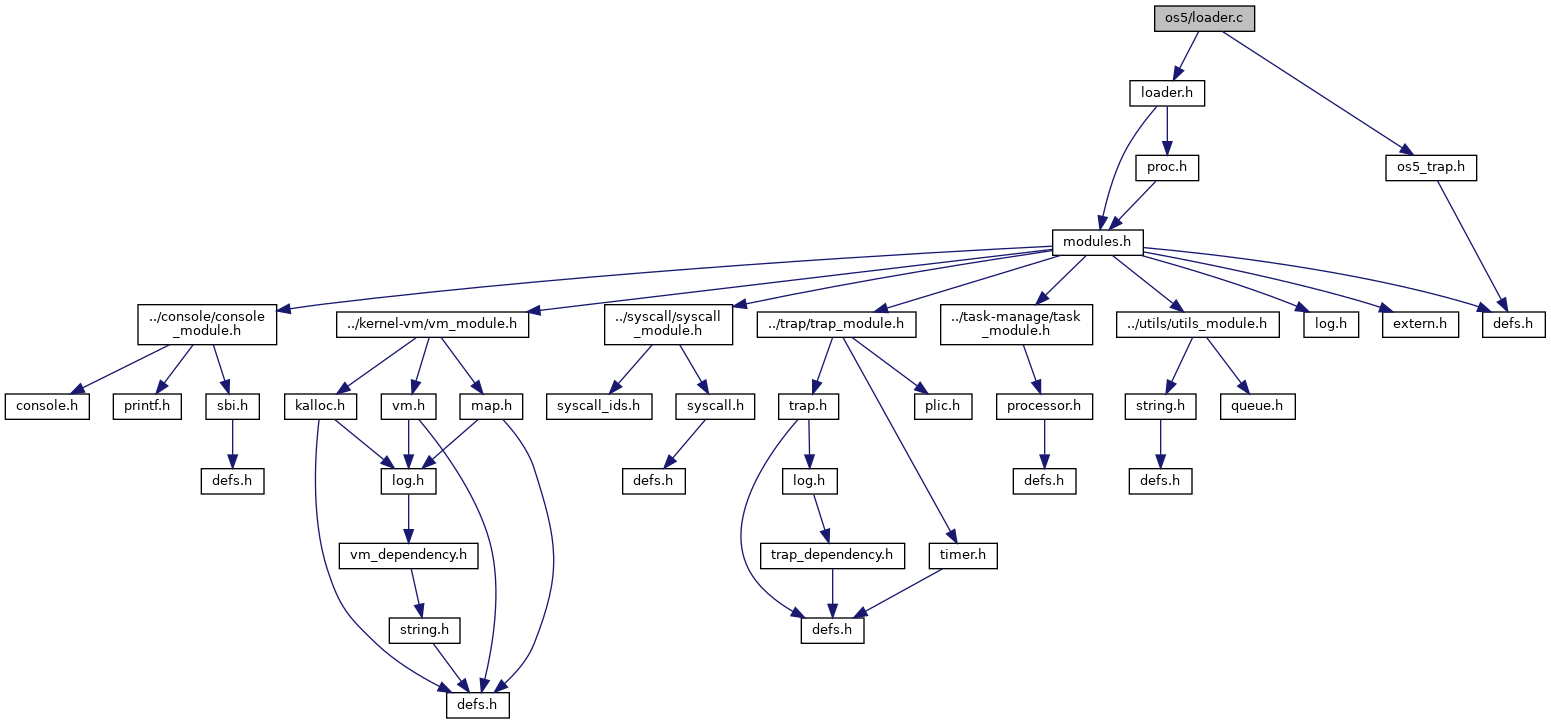 os5/loader.c
loader.h
proc.h
os5_trap.h
modules.h
../console/console
_module.h
../kernel-vm/vm_module.h
../syscall/syscall
_module.h
../trap/trap_module.h
../task-manage/task
_module.h
../utils/utils_module.h
log.h
extern.h
defs.h
console.h
printf.h
sbi.h
kalloc.h
vm.h
map.h
syscall_ids.h
syscall.h
trap.h
plic.h
processor.h
string.h
queue.h
defs.h
log.h
defs.h
log.h
defs.h
defs.h
vm_dependency.h
trap_dependency.h
timer.h
string.h
defs.h
defs.h